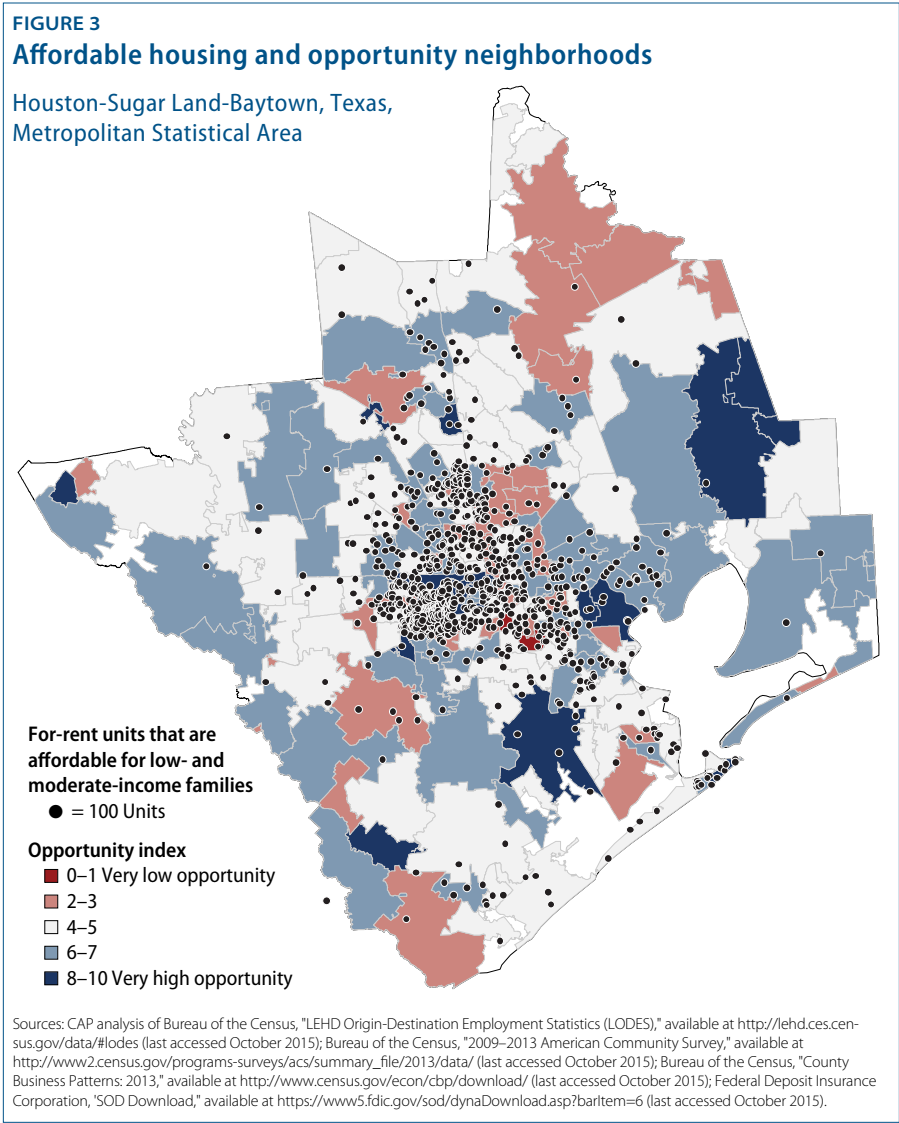 FIGURE 3
Affordable housing and opportunity neighborhoods
Houston-Sugar Land-Baytown, Texas,
Metropolitan Statistical Area
For-rent units that are
affordable for low- and
moderate-income families
= 100 Units
Opportunity index
0–1 Very low opportunity
2–3
4–5
6–7
8–10 Very high opportunity
Sources: CAP analysis of Bureau of the Census, "LEHD Origin-Destination Employment Statistics (LODES)," available at http://lehd.ces.cen-
sus.gov/data/#lodes (last accessed October 2015); Bureau of the Census, "2009–2013 American Community Survey," available at
http://www2.census.gov/programs-surveys/acs/summary_file/2013/data/ (last accessed October 2015); Bureau of the Census, "County
Business Patterns: 2013," available at http://www.census.gov/econ/cbp/download/ (last accessed October 2015); Federal Deposit Insurance
Corporation, 'SOD Download," available at https://www5.fdic.gov/sod/dynaDownload.asp?barItem=6 (last accessed October 2015).